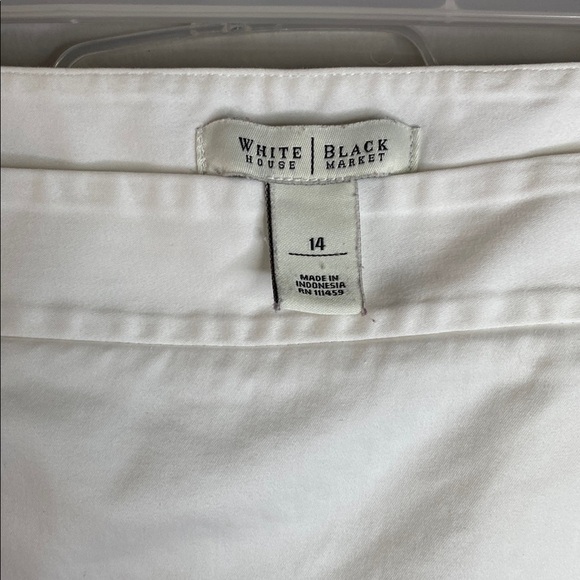 WHITE | BLACK
HOUSE | MARKET
14
MADE IN
INDONESIA
RN 111459